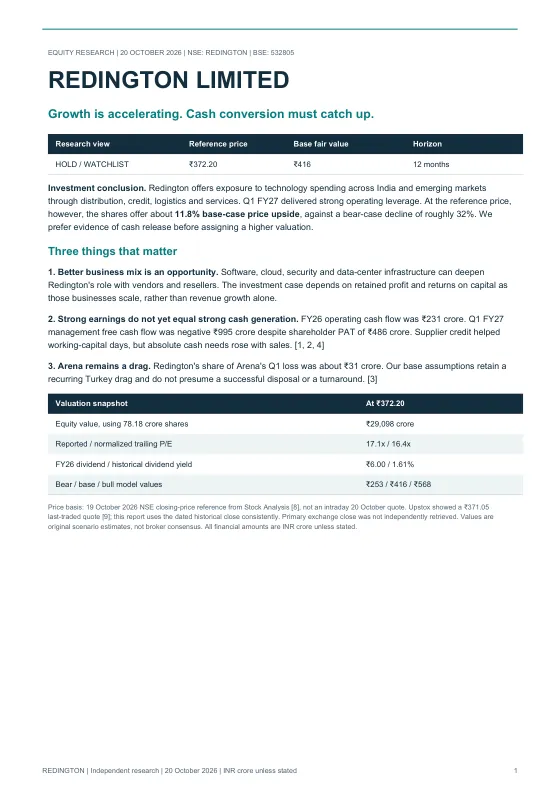 EQUITY RESEARCH | 20 OCTOBER 2026 | NSE: REDINGTON | BSE: 532805
REDINGTON LIMITED
Growth is accelerating. Cash conversion must catch up.
Research view Reference price Base fair value Horizon
HOLD / WATCHLIST ₹372.20 ₹416 12 months
Investment conclusion. Redington offers exposure to technology spending across India and emerging markets
through distribution, credit, logistics and services. Q1 FY27 delivered strong operating leverage. At the reference price,
however, the shares offer about 11.8% base-case price upside, against a bear-case decline of roughly 32%. We
prefer evidence of cash release before assigning a higher valuation.
Three things that matter
1. Better business mix is an opportunity. Software, cloud, security and data-center infrastructure can deepen
Redington's role with vendors and resellers. The investment case depends on retained profit and returns on capital as
those businesses scale, rather than revenue growth alone.
2. Strong earnings do not yet equal strong cash generation. FY26 operating cash flow was ₹231 crore. Q1 FY27
management free cash flow was negative ₹995 crore despite shareholder PAT of ₹486 crore. Supplier credit helped
working-capital days, but absolute cash needs rose with sales. [1, 2, 4]
3. Arena remains a drag. Redington's share of Arena's Q1 loss was about ₹31 crore. Our base assumptions retain a
recurring Turkey drag and do not presume a successful disposal or a turnaround. [3]
Valuation snapshot At ₹372.20
Equity value, using 78.18 crore shares ₹29,098 crore
Reported / normalized trailing P/E 17.1x / 16.4x
FY26 dividend / historical dividend yield ₹6.00 / 1.61%
Bear / base / bull model values ₹253 / ₹416 / ₹568
Price basis: 19 October 2026 NSE closing-price reference from Stock Analysis [8], not an intraday 20 October quote. Upstox showed a ₹371.05
last-traded quote [9]; this report uses the dated historical close consistently. Primary exchange close was not independently retrieved. Values are
original scenario estimates, not broker consensus. All financial amounts are INR crore unless stated.
REDINGTON | Independent research | 20 October 2026 | INR crore unless stated 1